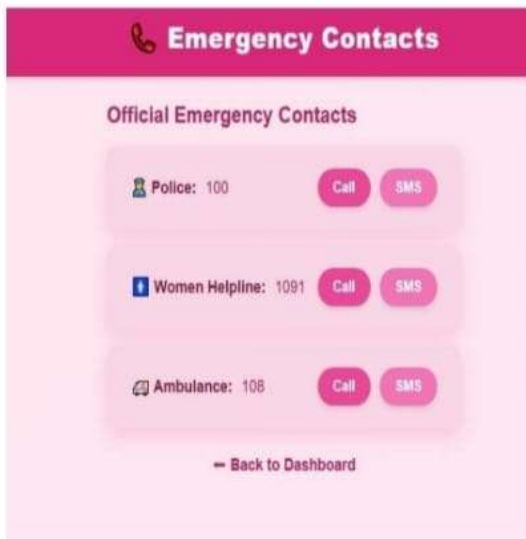 Emergency Contacts
Official Emergency Contacts
Police: 100 Call SMS
Women Helpline: 1091 Call SMS
Ambulance: 108 Call SMS
← Back to Dashboard